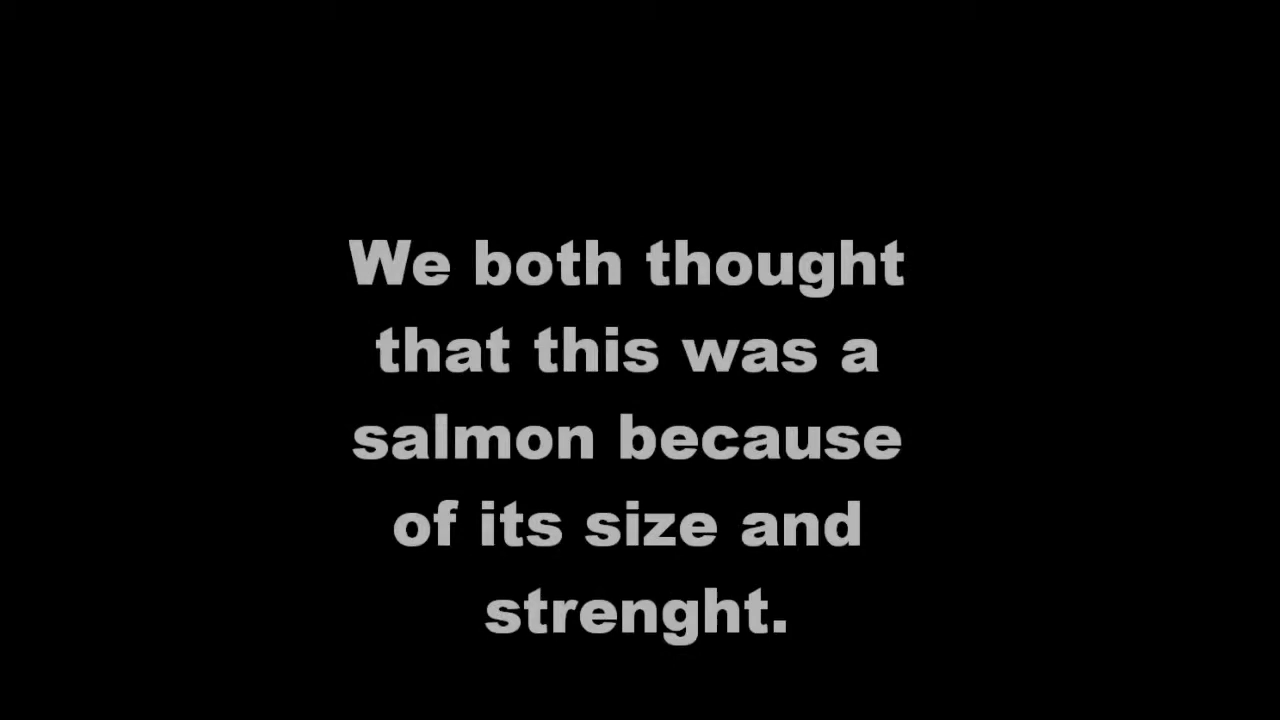 We both thought
that this was a
salmon because
of its size and
strenght.